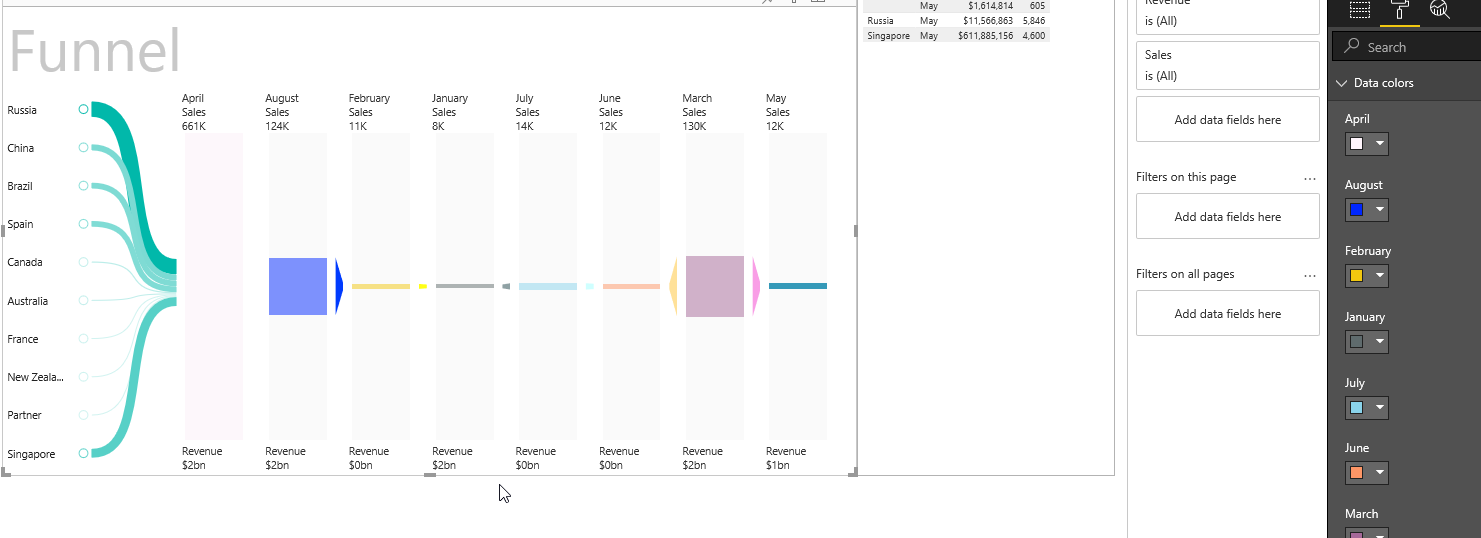 Funnel
Russia
China
Brazil
Spain
Canada
Australia
France
New Zeala...
Partner
Singapore
April
Sales
661K
August
Sales
124K
February
Sales
11K
January
Sales
8K
July
Sales
14K
June
Sales
12K
March
Sales
130K
May
Sales
12K
Revenue
$2bn
Revenue
$2bn
Revenue
$0bn
Revenue
$2bn
Revenue
$0bn
Revenue
$0bn
Revenue
$2bn
Revenue
$1bn
May $1,614,814 605
Russia May $11,566,863 5,846
Singapore May $611,885,156 4,600
Revenue
is (All)
Sales
is (All)
Add data fields here
Filters on this page ...
Add data fields here
Filters on all pages ...
Add data fields here
Search
Data colors
April
August
February
January
July
June
March